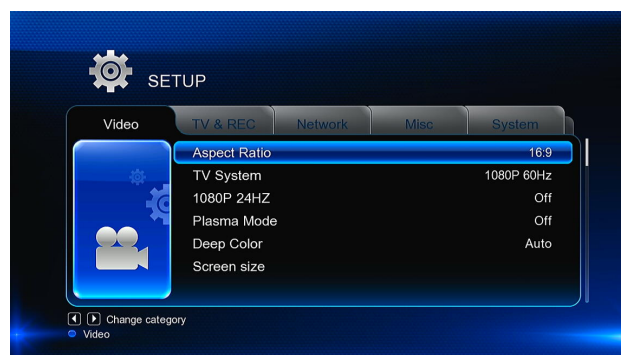 SETUP
Video TV & REC Network Misc System
Aspect Ratio 16:9
TV System 1080P 60Hz
1080P 24HZ Off
Plasma Mode Off
Deep Color Auto
Screen size
Change category
Video